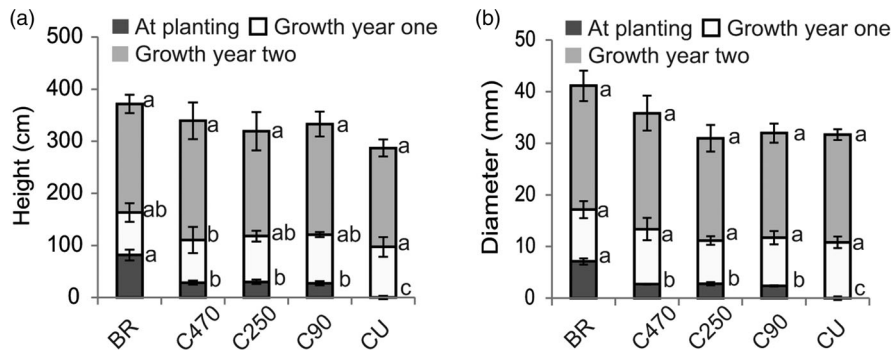 (a)
At planting Growth year one
Growth year two
Height (cm)
500
400
300
200
100
0
a a a a a
ab b ab ab a
a b b b c
BR C470 C250 C90 CU
(b)
At planting Growth year one
Growth year two
Diameter (mm)
50
40
30
20
10
0
a a a a a
a a a a a
a b b b c
BR C470 C250 C90 CU